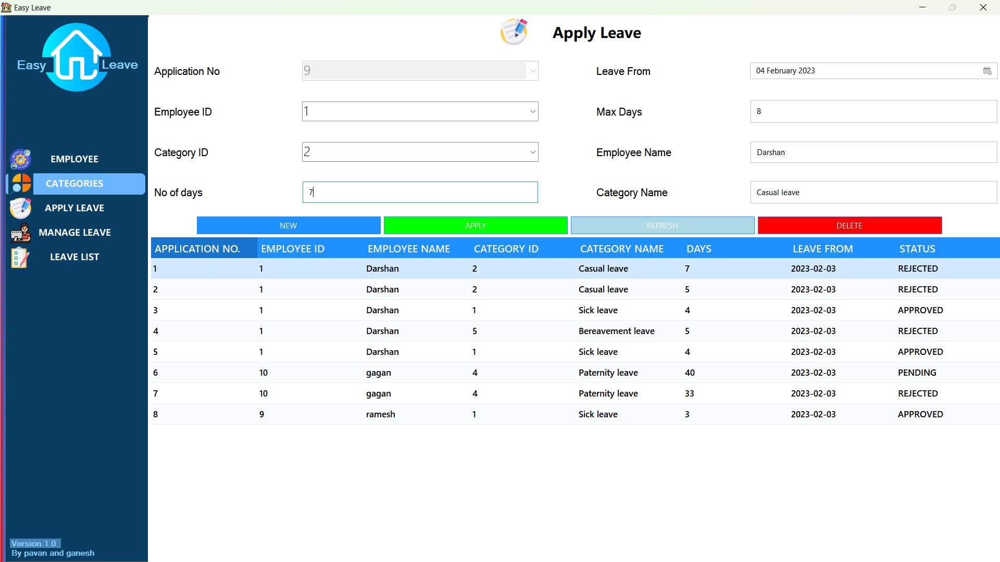 Easy Leave
Easy Leave
EMPLOYEE
CATEGORIES
APPLY LEAVE
MANAGE LEAVE
LEAVE LIST
Version 1.0
By pavan and ganesh
Apply Leave
Application No 9 Leave From 04 February 2023
Employee ID 1 Max Days 8
Category ID 2 Employee Name Darshan
No of days 7 Category Name Casual leave
NEW APPLY REFRESH DELETE
APPLICATION NO. EMPLOYEE ID EMPLOYEE NAME CATEGORY ID CATEGORY NAME DAYS LEAVE FROM STATUS
1 1 Darshan 2 Casual leave 7 2023-02-03 REJECTED
2 1 Darshan 2 Casual leave 5 2023-02-03 REJECTED
3 1 Darshan 1 Sick leave 4 2023-02-03 APPROVED
4 1 Darshan 5 Bereavement leave 5 2023-02-03 REJECTED
5 1 Darshan 1 Sick leave 4 2023-02-03 APPROVED
6 10 gagan 4 Paternity leave 40 2023-02-03 PENDING
7 10 gagan 4 Paternity leave 33 2023-02-03 REJECTED
8 9 ramesh 1 Sick leave 3 2023-02-03 APPROVED